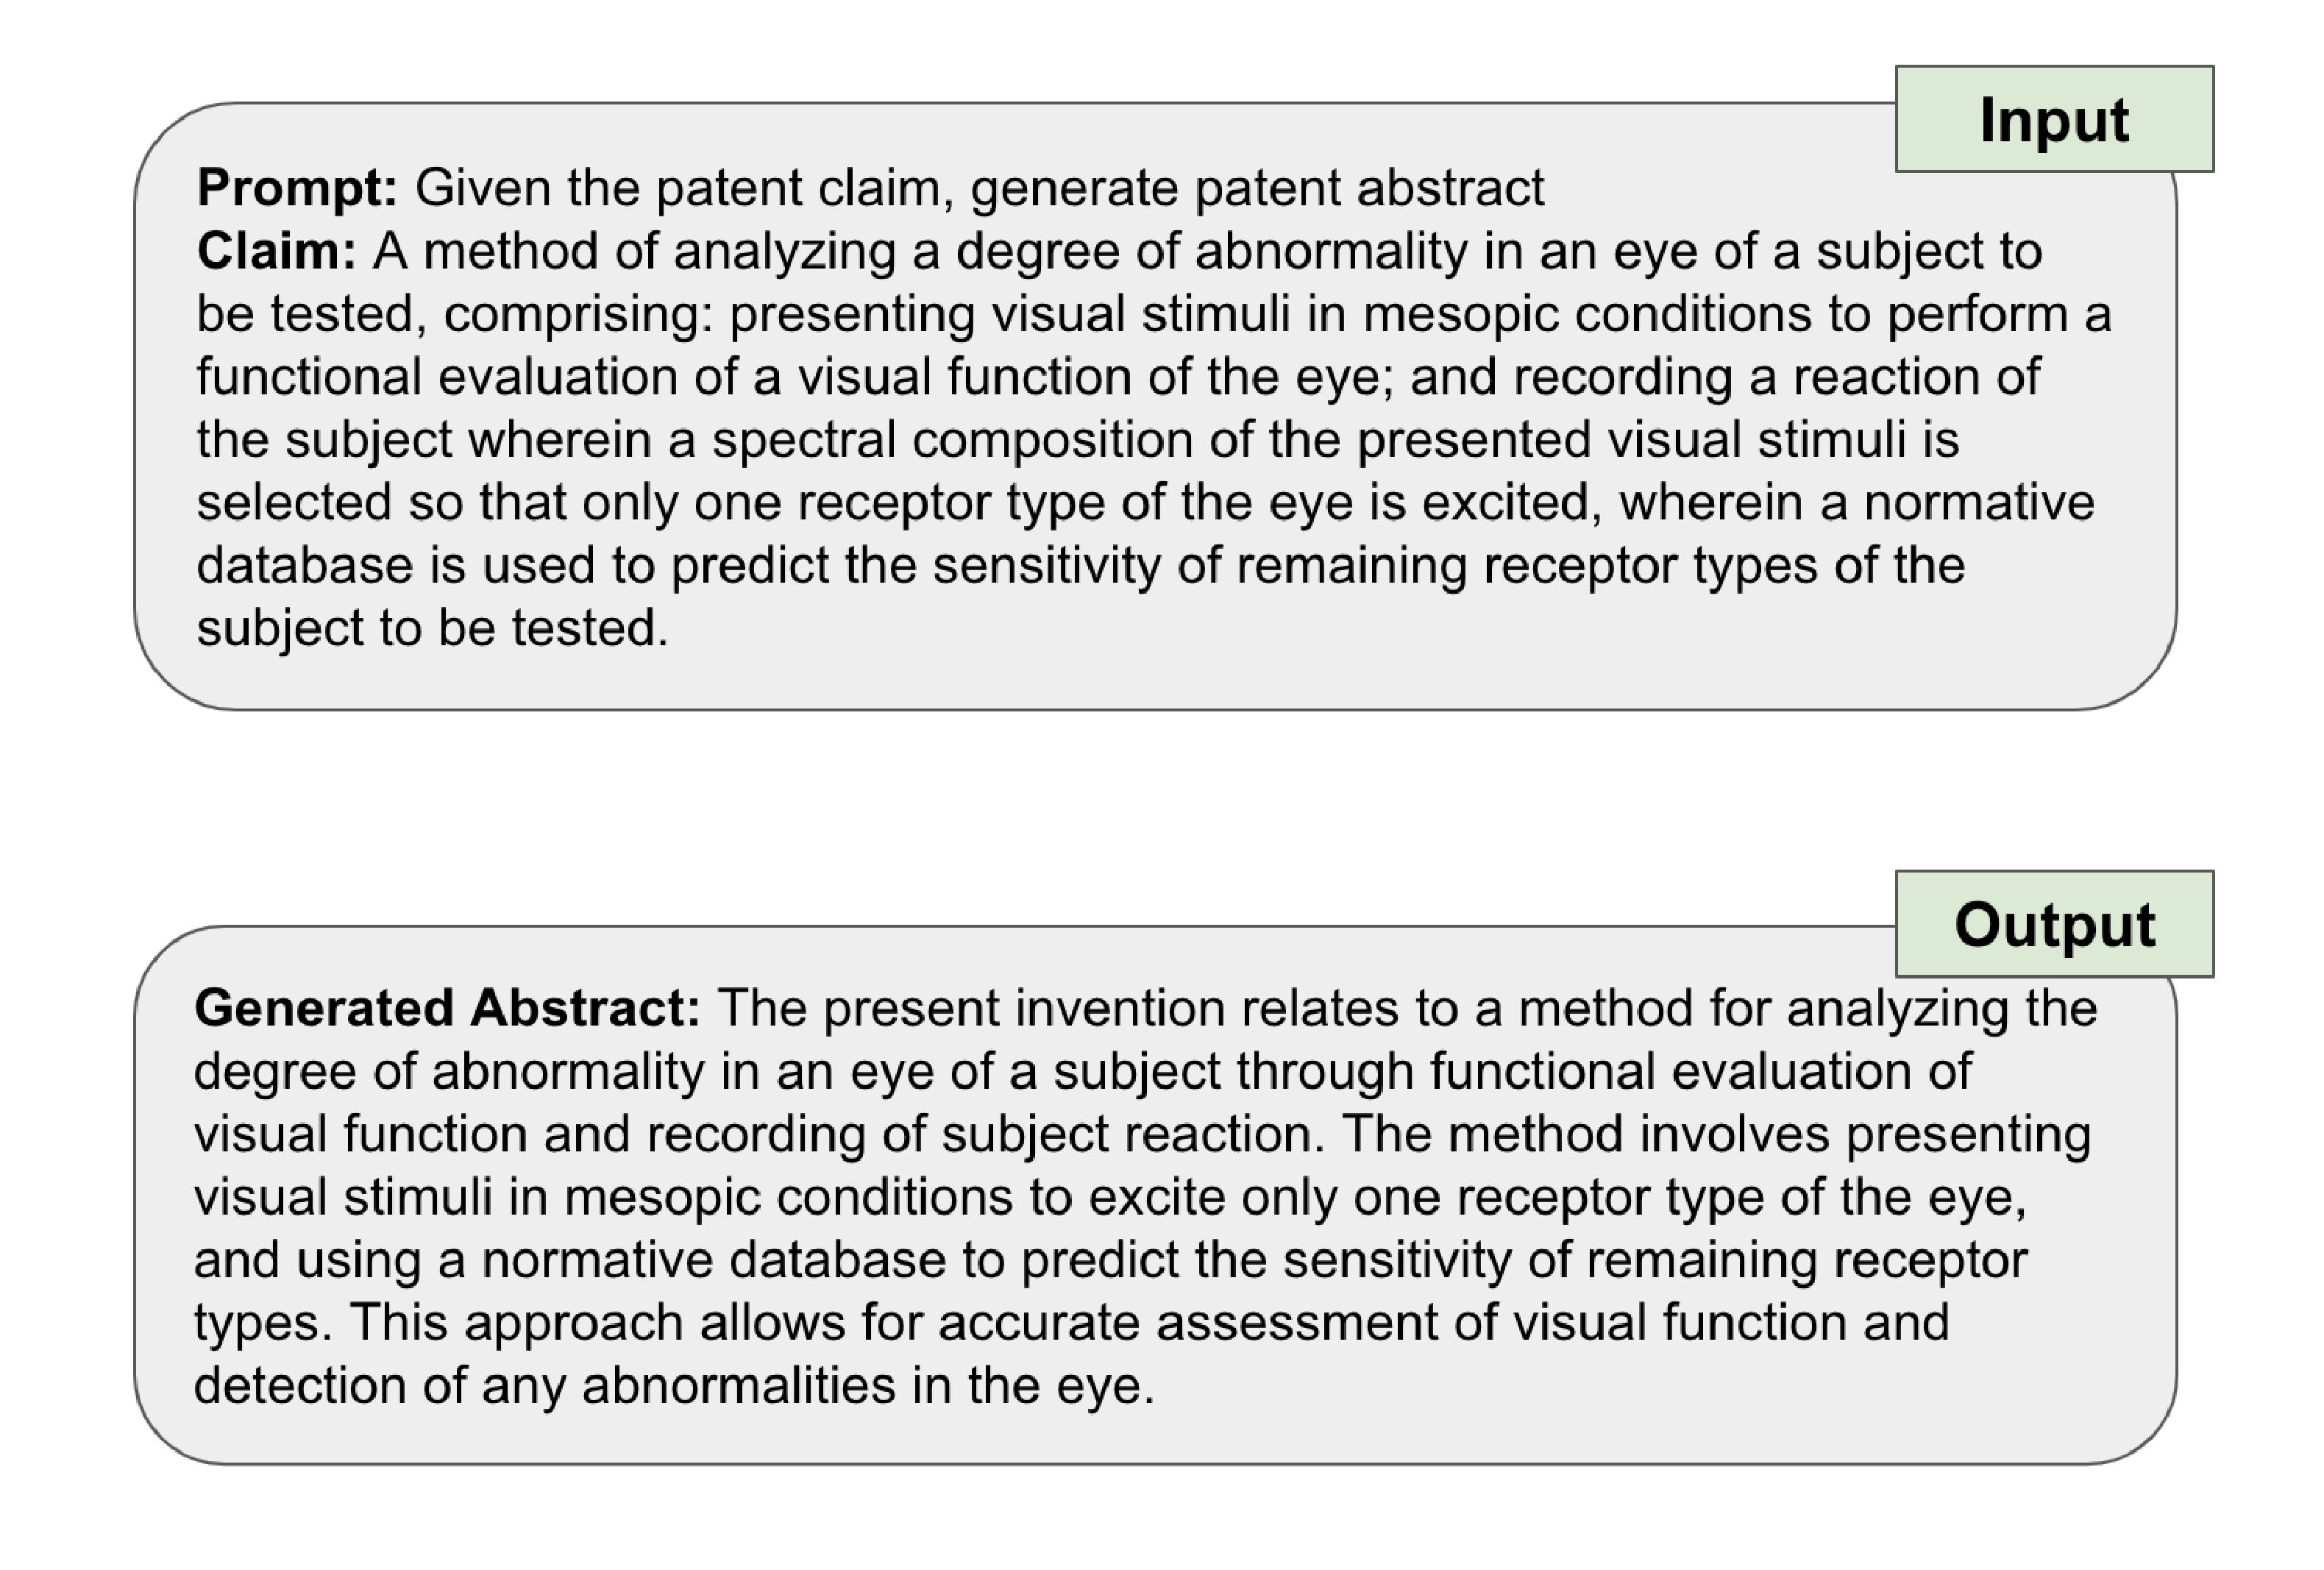 Input
Prompt: Given the patent claim, generate patent abstract
Claim: A method of analyzing a degree of abnormality in an eye of a subject to
be tested, comprising: presenting visual stimuli in mesopic conditions to perform a
functional evaluation of a visual function of the eye; and recording a reaction of
the subject wherein a spectral composition of the presented visual stimuli is
selected so that only one receptor type of the eye is excited, wherein a normative
database is used to predict the sensitivity of remaining receptor types of the
subject to be tested.
Output
Generated Abstract: The present invention relates to a method for analyzing the
degree of abnormality in an eye of a subject through functional evaluation of
visual function and recording of subject reaction. The method involves presenting
visual stimuli in mesopic conditions to excite only one receptor type of the eye,
and using a normative database to predict the sensitivity of remaining receptor
types. This approach allows for accurate assessment of visual function and
detection of any abnormalities in the eye.